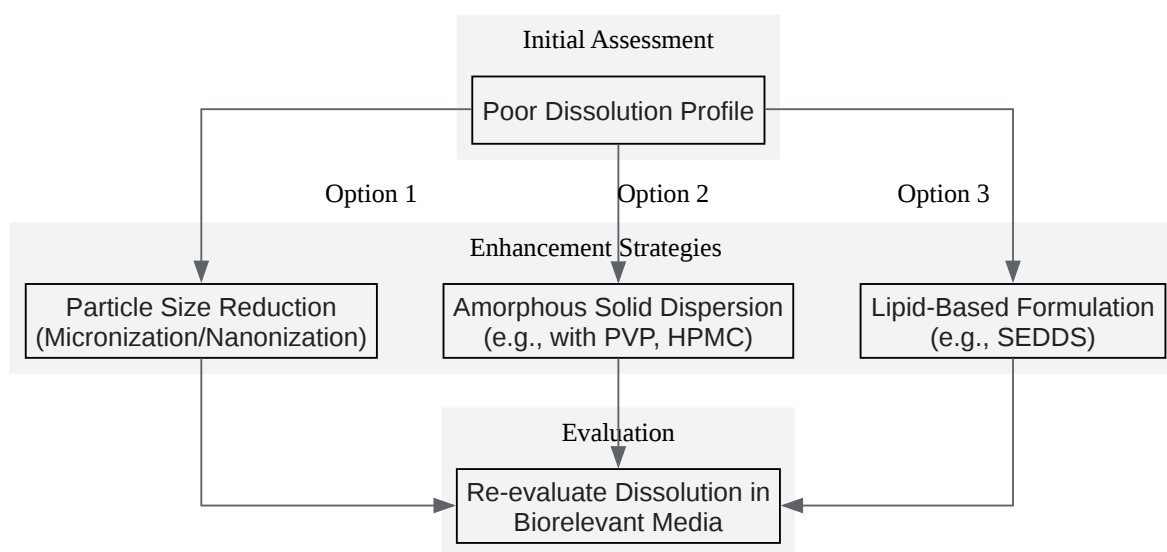 Initial Assessment
Poor Dissolution Profile
Option 1
Option 2
Option 3
Enhancement Strategies
Particle Size Reduction
(Micronization/Nanonization)
Amorphous Solid Dispersion
(e.g., with PVP, HPMC)
Lipid-Based Formulation
(e.g., SEDDS)
Evaluation
Re-evaluate Dissolution in
Biorelevant Media